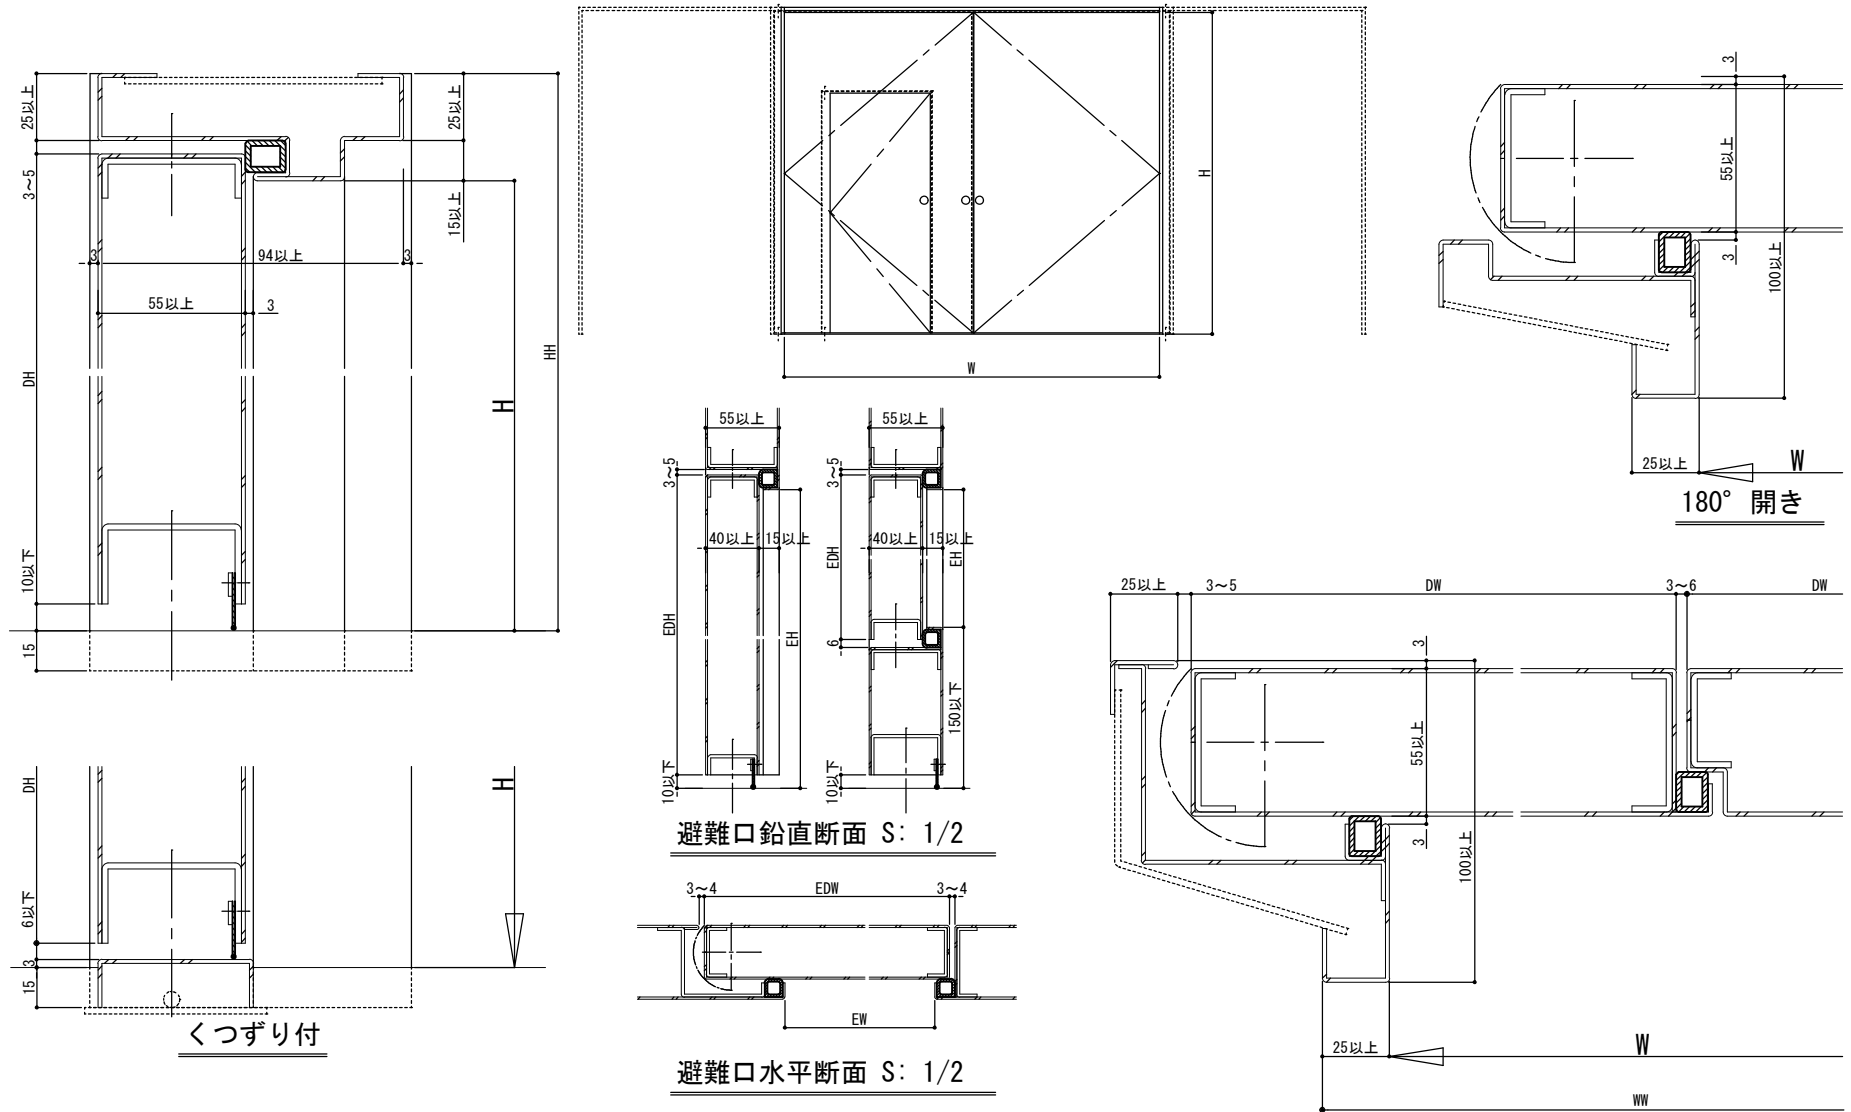 25以上
3～5
DH
10以下
15
25以上
15以上
3
94以上
3
55以上
3
HH
H
DH
6以下
3
15
H
くつずり付
H
W
55以上
3～5
40以上
15以上
EDH
EH
10以下
55以上
3～5
40以上
15以上
EDH
EH
6
150以下
10以下
避難口鉛直断面 S: 1/2
3～4
EDW
3～4
EW
避難口水平断面 S: 1/2
3
55以上
3
100以上
25以上
W
180° 開き
25以上
3～5
DW
3～6
DW
3
55以上
3
100以上
25以上
W
WW